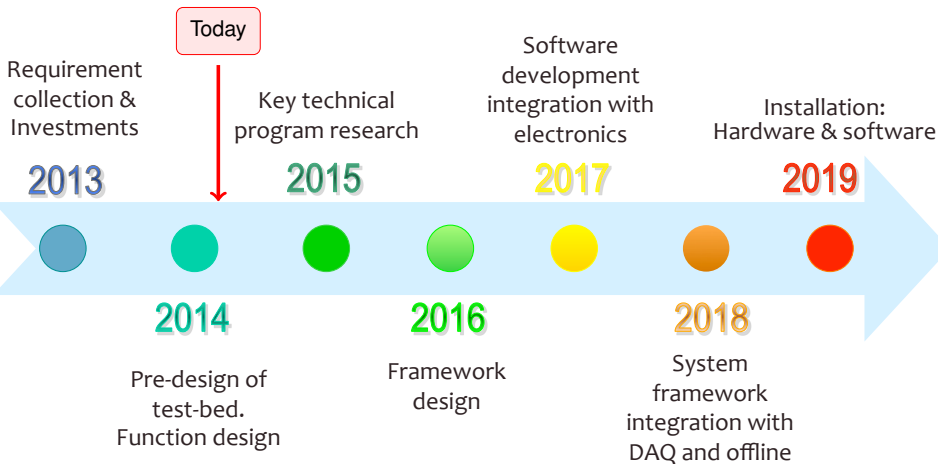 Today
Requirement
collection &
Investments
2013
Pre-design of
test-bed.
Function design
2014
Key technical
program research
2015
2016
Framework
design
Software
development
integration with
electronics
2017
2018
System
framework
integration with
DAQ and offline
Installation:
Hardware & software
2019